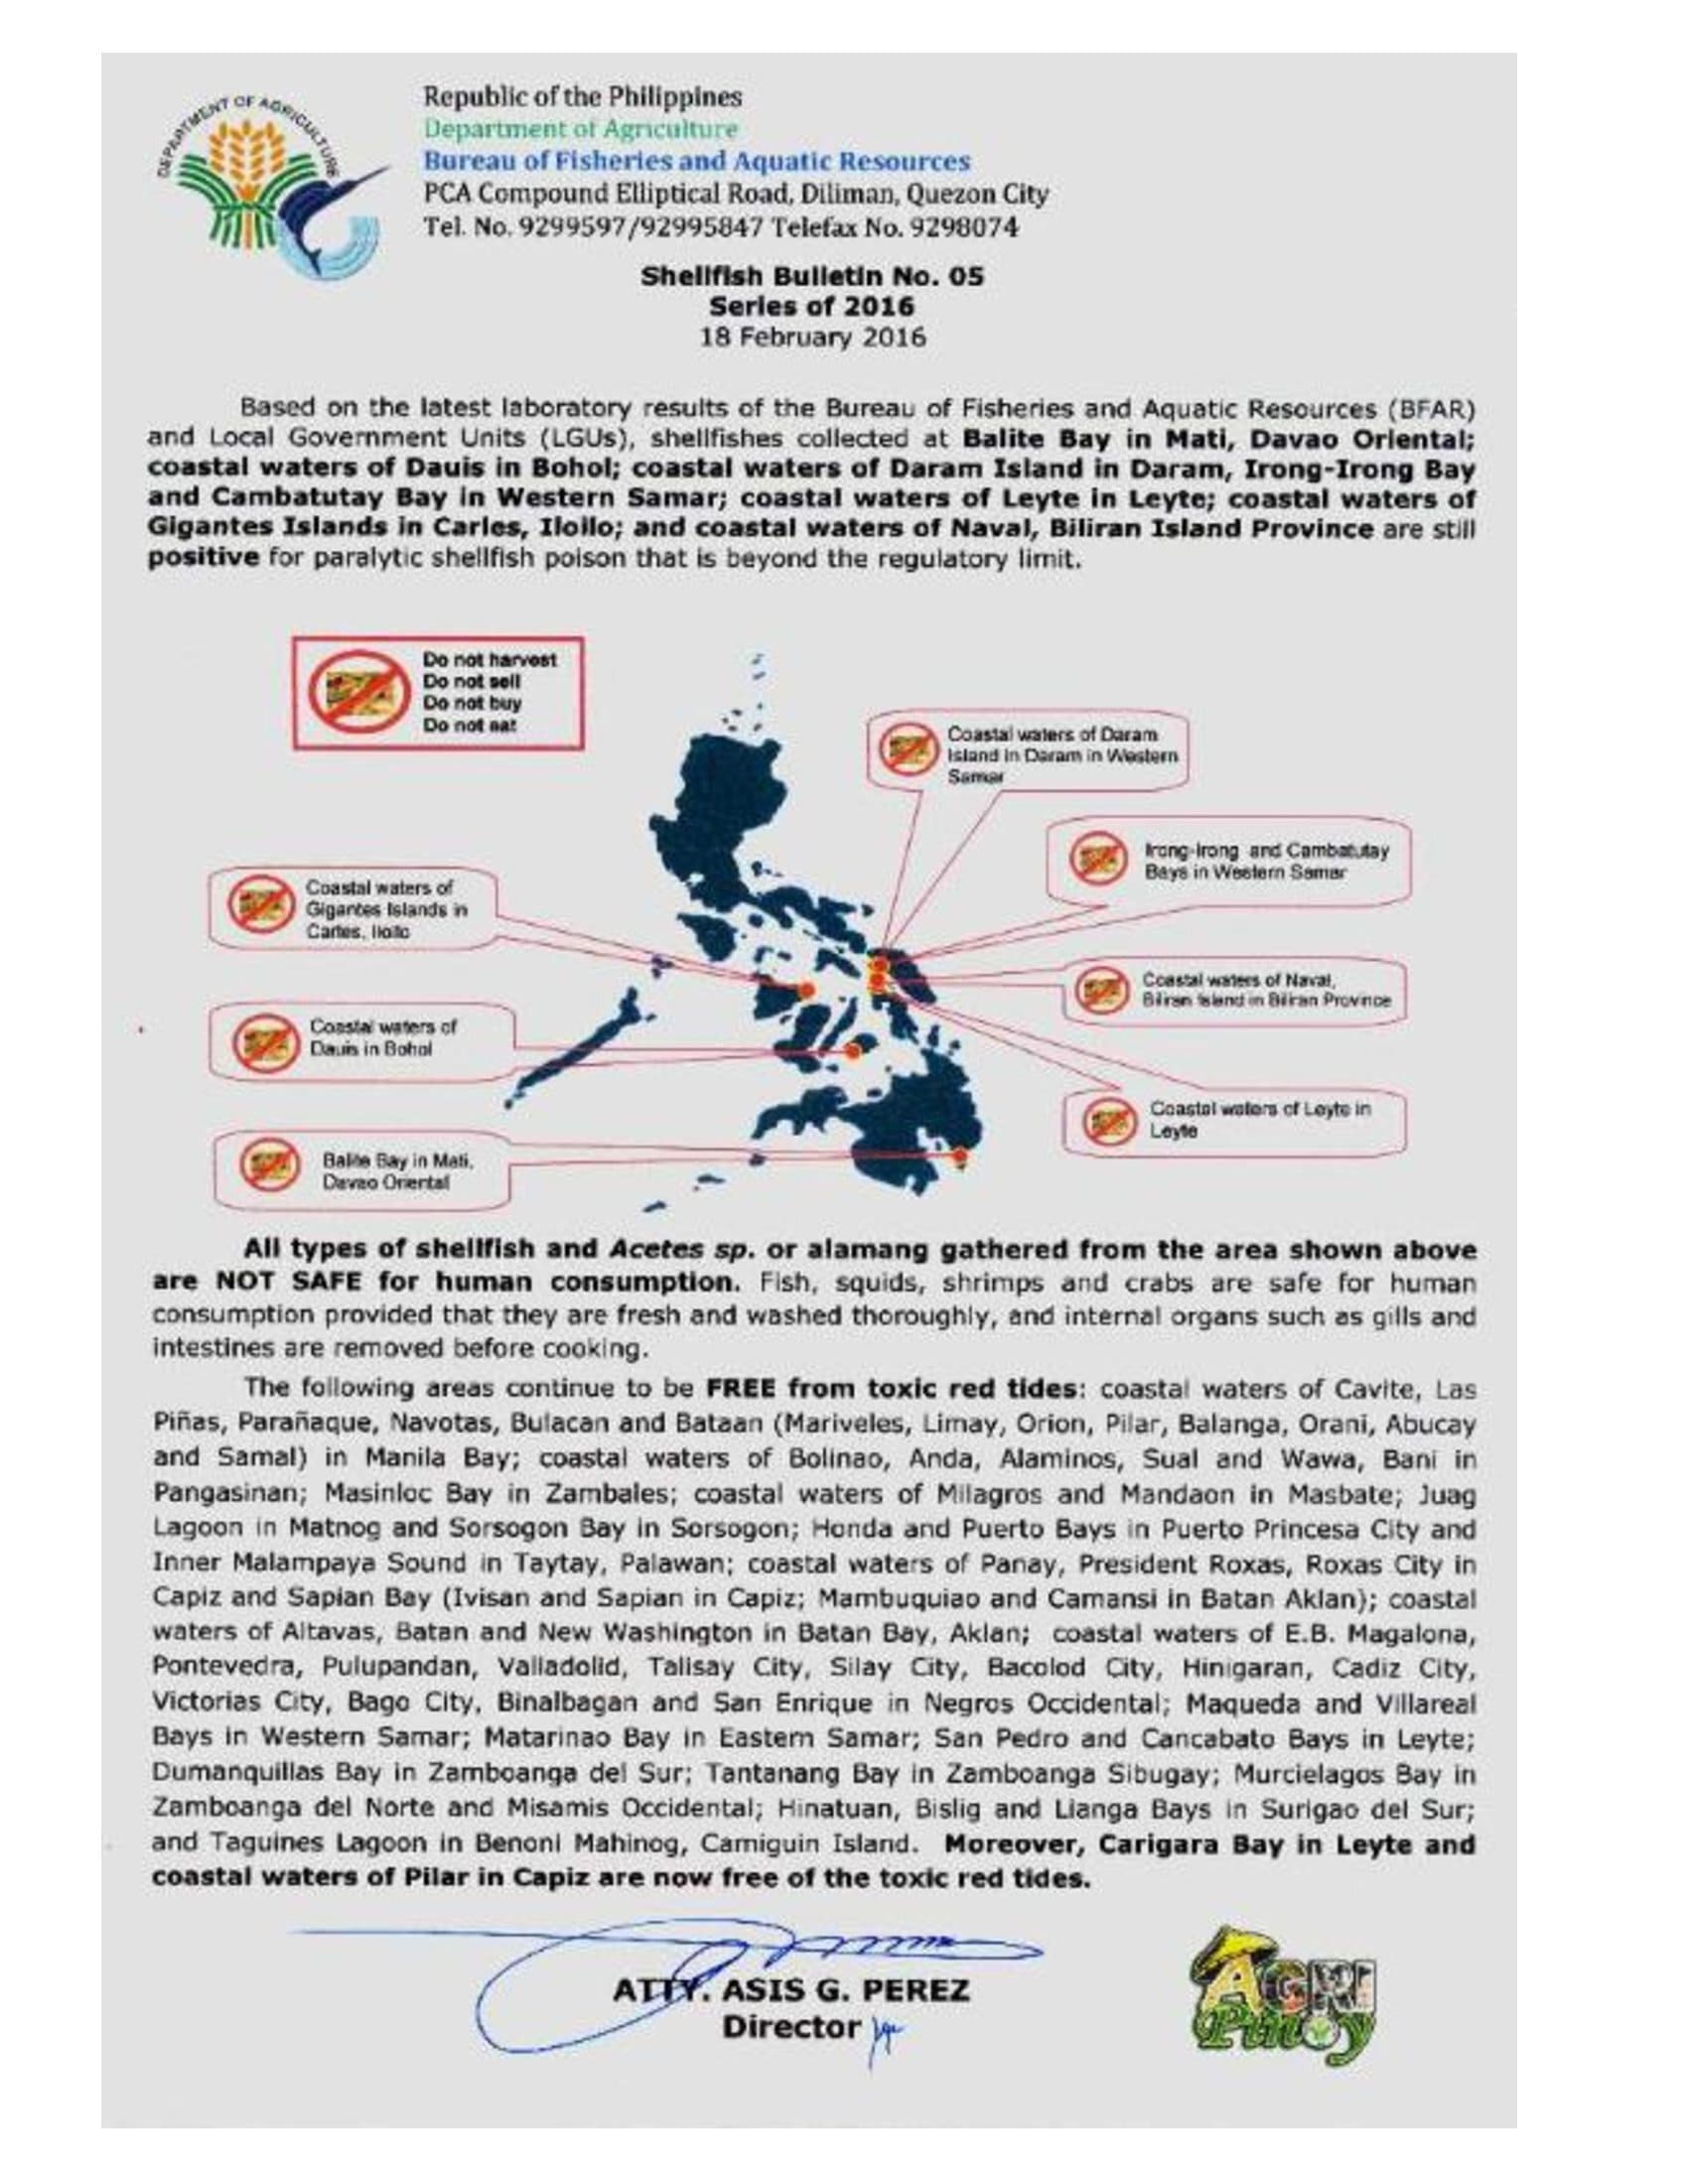 DEPARTMENT OF AGRICULTURE
Republic of the Philippines
Department of Agriculture
Bureau of Fisheries and Aquatic Resources
PCA Compound Elliptical Road, Diliman, Quezon City
Tel. No. 9299597/92995847 Telefax No. 9298074
Shellfish Bulletin No. 05
Series of 2016
18 February 2016
Based on the latest laboratory results of the Bureau of Fisheries and Aquatic Resources (BFAR)
and Local Government Units (LGUs), shellfishes collected at Balite Bay in Mati, Davao Oriental;
coastal waters of Dauis in Bohol; coastal waters of Daram Island in Daram, Irong-Irong Bay
and Cambatutay Bay in Western Samar; coastal waters of Leyte in Leyte; coastal waters of
Gigantes Islands in Carles, Iloilo; and coastal waters of Naval, Biliran Island Province are still
positive for paralytic shellfish poison that is beyond the regulatory limit.
Do not harvest
Do not sell
Do not buy
Do not eat
Coastal waters of Daram
Island in Daram in Western
Samar
Irong-Irong and Cambatutay
Bays in Western Samar
Coastal waters of
Gigantes Islands in
Carles, Iloilo
Coastal waters of Naval,
Biliran Island in Biliran Province
Coastal waters of
Dauis in Bohol
Coastal waters of Leyte in
Leyte
Balite Bay in Mati,
Davao Oriental
All types of shellfish and Acetes sp. or alamang gathered from the area shown above
are NOT SAFE for human consumption. Fish, squids, shrimps and crabs are safe for human
consumption provided that they are fresh and washed thoroughly, and internal organs such as gills and
intestines are removed before cooking.
The following areas continue to be FREE from toxic red tides: coastal waters of Cavite, Las
Piñas, Parañaque, Navotas, Bulacan and Bataan (Mariveles, Limay, Orion, Pilar, Balanga, Orani, Abucay
and Samal) in Manila Bay; coastal waters of Bolinao, Anda, Alaminos, Sual and Wawa, Bani in
Pangasinan; Masinloc Bay in Zambales; coastal waters of Milagros and Mandaon in Masbate; Juag
Lagoon in Matnog and Sorsogon Bay in Sorsogon; Honda and Puerto Bays in Puerto Princesa City and
Inner Malampaya Sound in Taytay, Palawan; coastal waters of Panay, President Roxas, Roxas City in
Capiz and Sapian Bay (Ivisan and Sapian in Capiz; Mambuquiao and Camansi in Batan Aklan); coastal
waters of Altavas, Batan and New Washington in Batan Bay, Aklan; coastal waters of E.B. Magalona,
Pontevedra, Pulupandan, Valladolid, Talisay City, Silay City, Bacolod City, Hinigaran, Cadiz City,
Victorias City, Bago City, Binalbagan and San Enrique in Negros Occidental; Maqueda and Villareal
Bays in Western Samar; Matarinao Bay in Eastern Samar; San Pedro and Cancabato Bays in Leyte;
Dumanquillas Bay in Zamboanga del Sur; Tantanang Bay in Zamboanga Sibugay; Murcielagos Bay in
Zamboanga del Norte and Misamis Occidental; Hinatuan, Bislig and Lianga Bays in Surigao del Sur;
and Taguines Lagoon in Benoni Mahinog, Camiguin Island. Moreover, Carigara Bay in Leyte and
coastal waters of Pilar in Capiz are now free of the toxic red tides.
ATTY. ASIS G. PEREZ
Director
AGRI
Pinoy